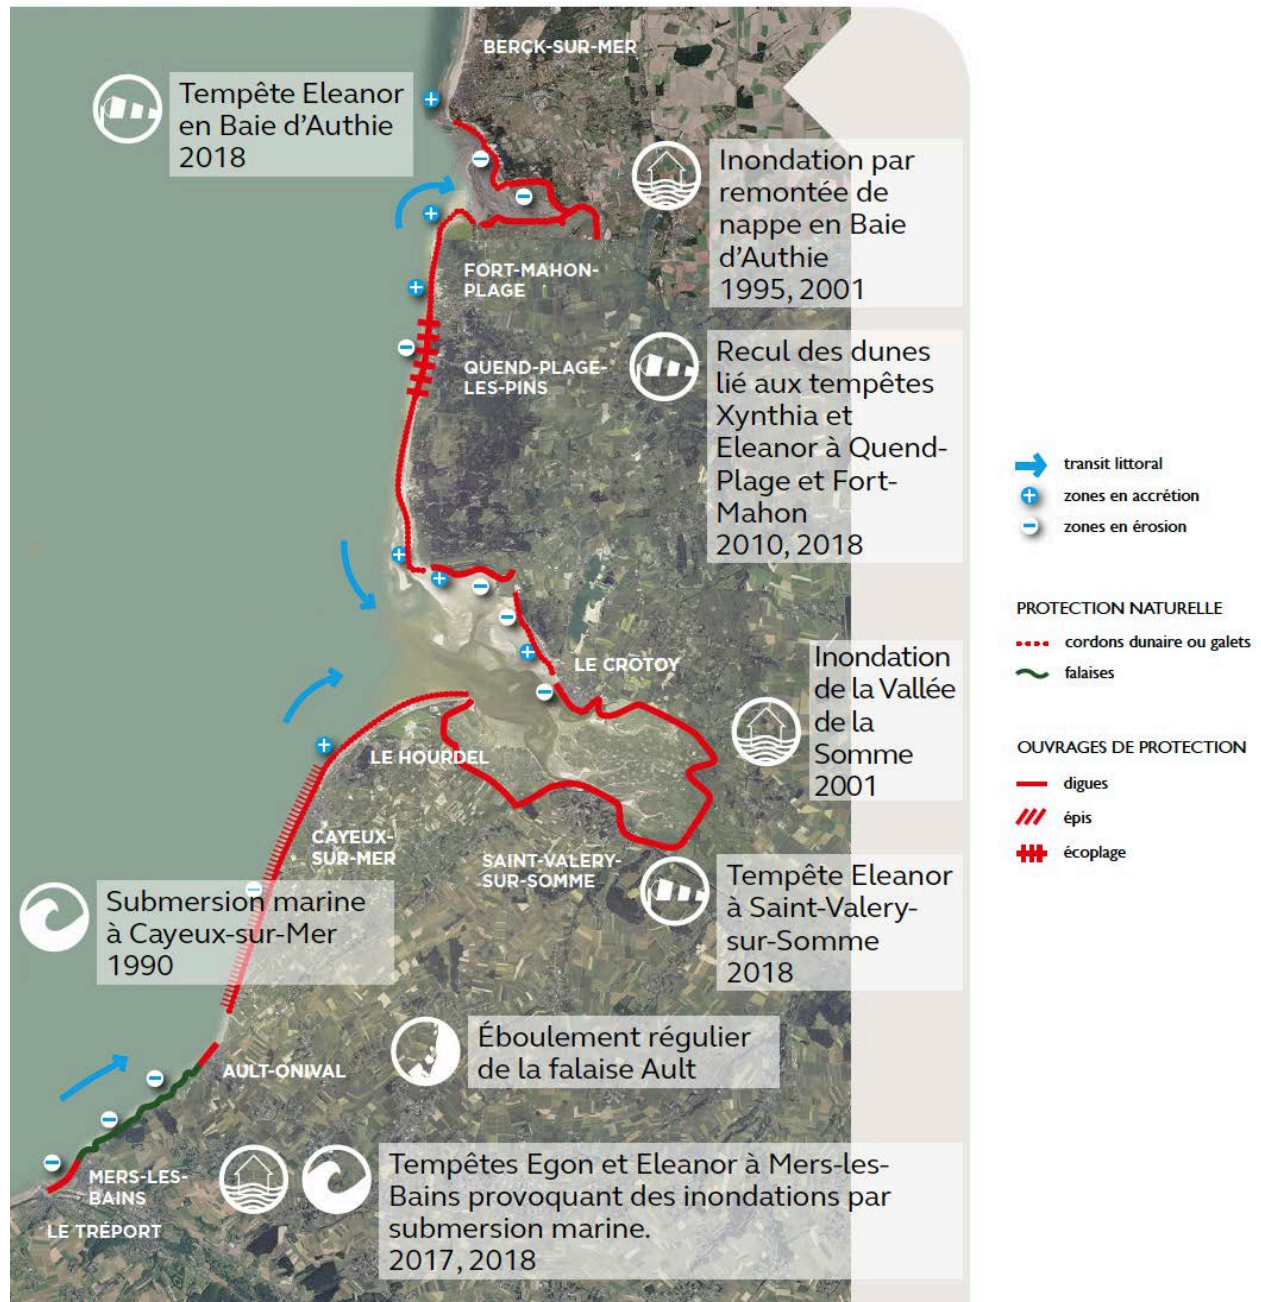 BERCK-SUR-MER
Tempête Eleanor
en Baie d'Authie
2018
Inondation par
remontée de
nappe en Baie
d'Authie
1995, 2001
FORT-MAHON-
PLAGE
Recul des dunes
lié aux tempêtes
Xynthia et
Eleanor à Quend-
Plage et Fort-
Mahon
2010, 2018
QUEND-PLAGE-
LES-PINS
LE CROTOY
Inondation
de la Vallée
de la
Somme
2001
LE HOURDEL
CAYEUX-
SUR-MER
SAINT-VALERY-
SUR-SOMME
Tempête Eleanor
à Saint-Valery-
sur-Somme
2018
Submersion marine
à Cayeux-sur-Mer
1990
Éboulement régulier
de la falaise Ault
AULT-ONIVAL
MERS-LES-
BAINS
LE TRÉPORT
Tempêtes Egon et Eleanor à Mers-les-
Bains provoquant des inondations par
submersion marine.
2017, 2018
transit littoral
zones en accrétion
zones en érosion
PROTECTION NATURELLE
cordons dunaire ou galets
falaises
OUVRAGES DE PROTECTION
digues
épis
écoplage